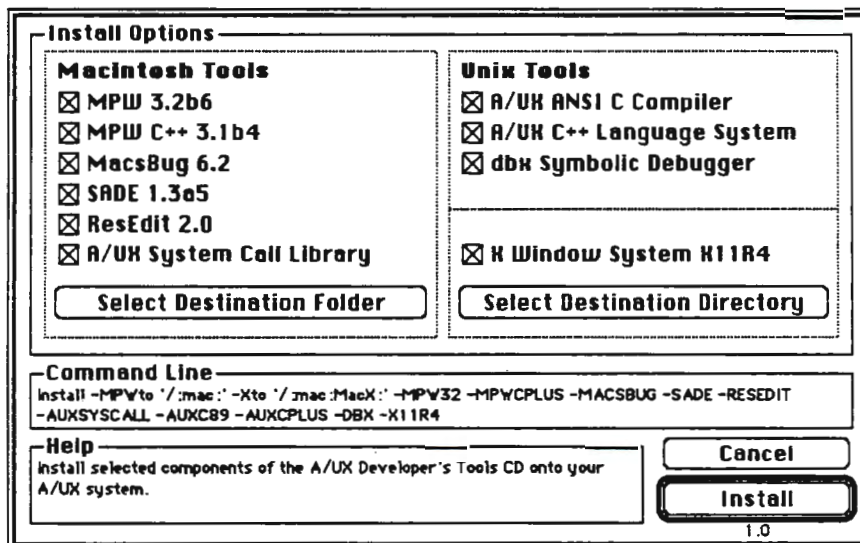 Install Options
Macintosh Tools
MPW 3.2b6
MPW C++ 3.1b4
MacsBug 6.2
SADE 1.3a5
ResEdit 2.0
A/UX System Call Library
Select Destination Folder
Unix Tools
A/UX ANSI C Compiler
A/UX C++ Language System
dbx Symbolic Debugger
X Window System X11R4
Select Destination Directory
Command Line
Install -MPWto '/:mac:' -Xto '/:mac:MacX:' -MPW32 -MPWCPLUS -MACSBUG -SADE -RESEDIT
-AUXSYSCALL -AUXC89 -AUXCPLUS -DBX -X11R4
Help
Install selected components of the A/UX Developer's Tools CD onto your
A/UX system.
Cancel
Install
1.0